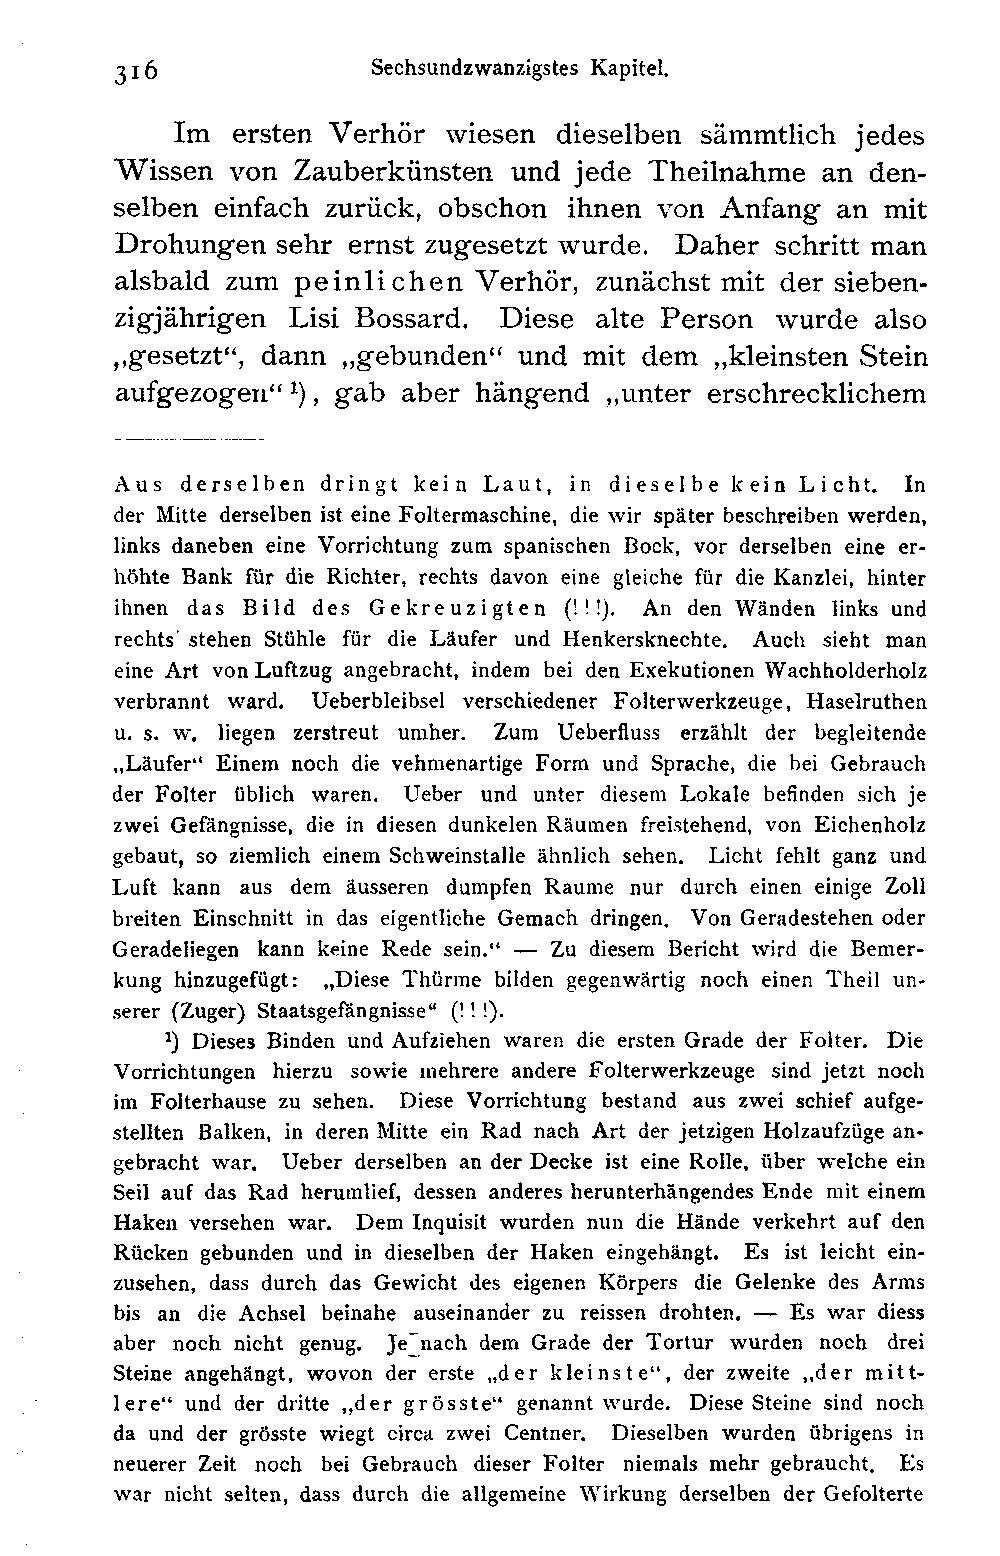 316 Sechsundzwanzigstes Kapitel.
Im ersten Verhör wiesen dieselben sämmtlich jedes
Wissen von Zauberkünsten und jede Theilnahme an den-
selben einfach zurück, obschon ihnen von Anfang an mit
Drohungen sehr ernst zugesetzt wurde. Daher schritt man
alsbald zum peinlichen Verhör, zunächst mit der sieben-
zigjährigen Lisi Bossard. Diese alte Person wurde also
„gesetzt“, dann „gebunden“ und mit dem „kleinsten Stein
aufgezogen“ ¹), gab aber hängend „unter erschrecklichem
Aus derselben dringt kein Laut, in dieselbe kein Licht. In
der Mitte derselben ist eine Foltermaschine, die wir später beschreiben werden,
links daneben eine Vorrichtung zum spanischen Bock, vor derselben eine er-
höhte Bank für die Richter, rechts davon eine gleiche für die Kanzlei, hinter
ihnen das Bild des Gekreuzigten (!!!). An den Wänden links und
rechts stehen Stühle für die Läufer und Henkersknechte. Auch sieht man
eine Art von Luftzug angebracht, indem bei den Exekutionen Wachholderholz
verbrannt ward. Ueberbleibsel verschiedener Folterwerkzeuge, Haselruthen
u. s. w. liegen zerstreut umher. Zum Ueberfluss erzählt der begleitende
„Läufer“ Einem noch die vehmenartige Form und Sprache, die bei Gebrauch
der Folter üblich waren. Ueber und unter diesem Lokale befinden sich je
zwei Gefängnisse, die in diesen dunkelen Räumen freistehend, von Eichenholz
gebaut, so ziemlich einem Schweinstalle ähnlich sehen. Licht fehlt ganz und
Luft kann aus dem äusseren dumpfen Raume nur durch einen einige Zoll
breiten Einschnitt in das eigentliche Gemach dringen. Von Geradestehen oder
Geradeliegen kann keine Rede sein.“ — Zu diesem Bericht wird die Bemer-
kung hinzugefügt: „Diese Thürme bilden gegenwärtig noch einen Theil un-
serer (Zuger) Staatsgefängnisse“ (!!!).
¹) Dieses Binden und Aufziehen waren die ersten Grade der Folter. Die
Vorrichtungen hierzu sowie mehrere andere Folterwerkzeuge sind jetzt noch
im Folterhause zu sehen. Diese Vorrichtung bestand aus zwei schief aufge-
stellten Balken, in deren Mitte ein Rad nach Art der jetzigen Holzaufzüge an-
gebracht war. Ueber derselben an der Decke ist eine Rolle, über welche ein
Seil auf das Rad herumlief, dessen anderes herunterhängendes Ende mit einem
Haken versehen war. Dem Inquisit wurden nun die Hände verkehrt auf den
Rücken gebunden und in dieselben der Haken eingehängt. Es ist leicht ein-
zusehen, dass durch das Gewicht des eigenen Körpers die Gelenke des Arms
bis an die Achsel beinahe auseinander zu reissen drohten. — Es war diess
aber noch nicht genug. Je nach dem Grade der Tortur wurden noch drei
Steine angehängt, wovon der erste „der kleinste“, der zweite „der mitt-
lere“ und der dritte „der grösste“ genannt wurde. Diese Steine sind noch
da und der grösste wiegt circa zwei Centner. Dieselben wurden übrigens in
neuerer Zeit noch bei Gebrauch dieser Folter niemals mehr gebraucht. Es
war nicht selten, dass durch die allgemeine Wirkung derselben der Gefolterte